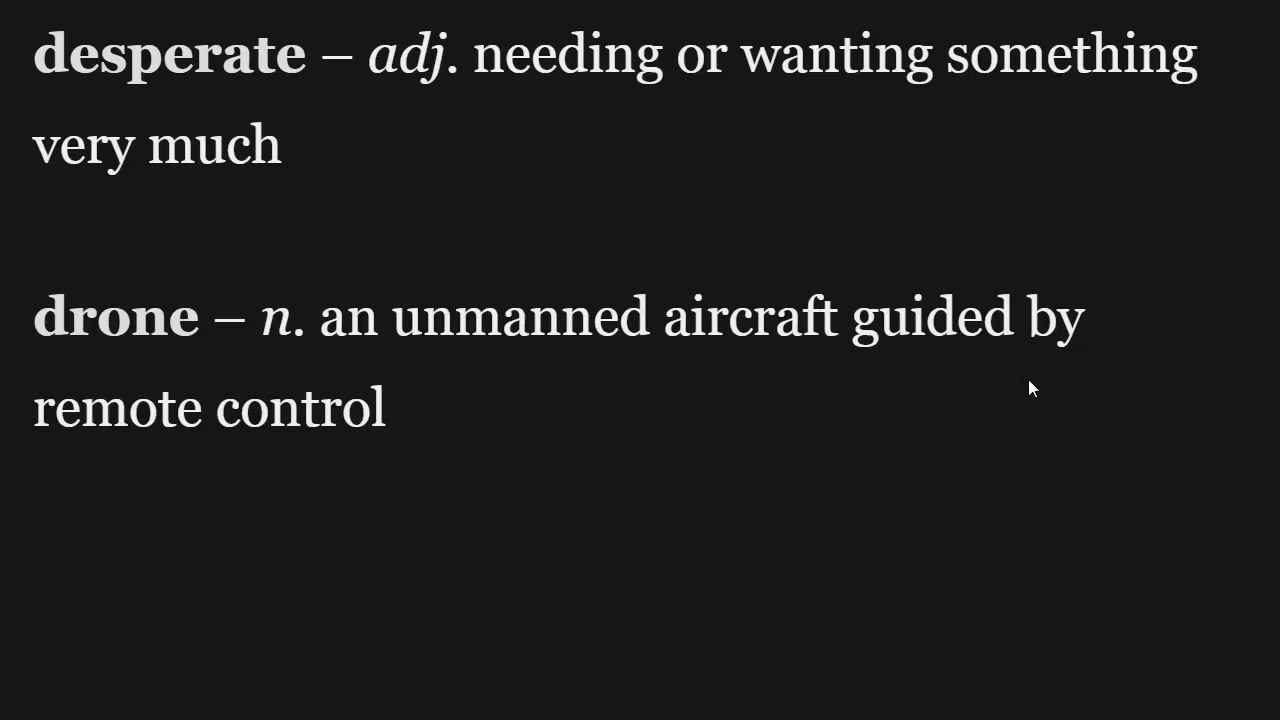 desperate – adj. needing or wanting something
very much
drone – n. an unmanned aircraft guided by
remote control